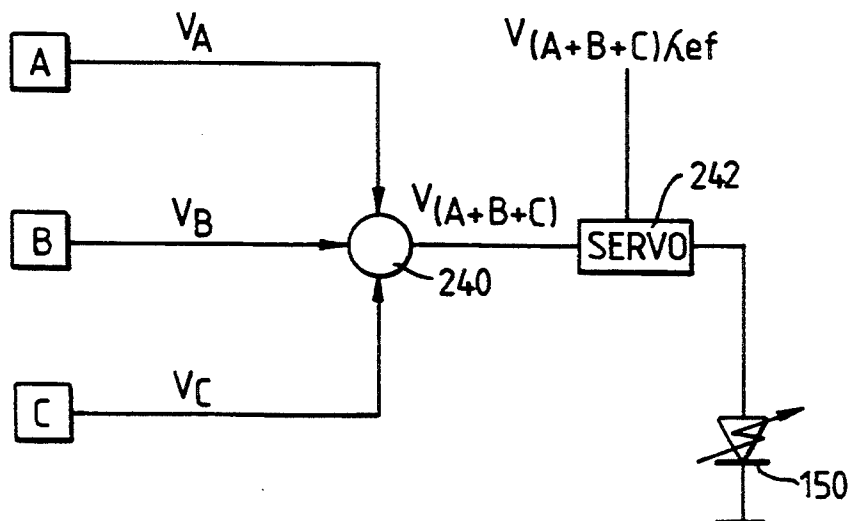 A
V_A
V_(A+B+C)ref
B
V_B
V_(A+B+C)
SERVO
242
240
C
V_C
150